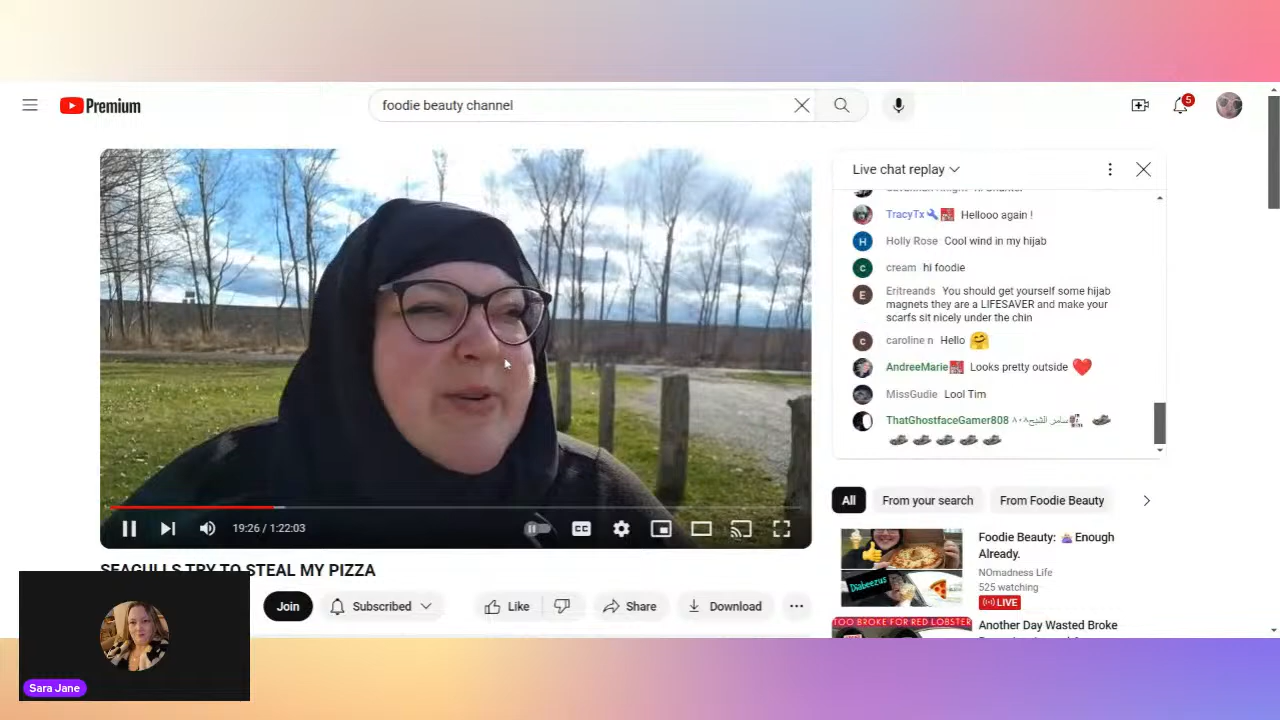 Premium
foodie beauty channel
5
Live chat replay
TracyTx Hellooo again !
H Holly Rose Cool wind in my hijab
c cream hi foodie
E Eritreands You should get yourself some hijab
magnets they are a LIFESAVER and make your
scarfs sit nicely under the chin
c caroline n Hello
AndreeMarie Looks pretty outside
MissGudie Lool Tim
ThatGhostfaceGamer808 سامر الشيح٨٠٨
19:26 / 1:22:03
CC
SEAGULLS TRY TO STEAL MY PIZZA
Join
Subscribed
Like
Share
Download
All
From your search
From Foodie Beauty
Diabeezus
Foodie Beauty: Enough
Already.
NOmadness Life
525 watching
LIVE
TOO BROKE FOR RED LOBSTER
Another Day Wasted Broke
Sara Jane